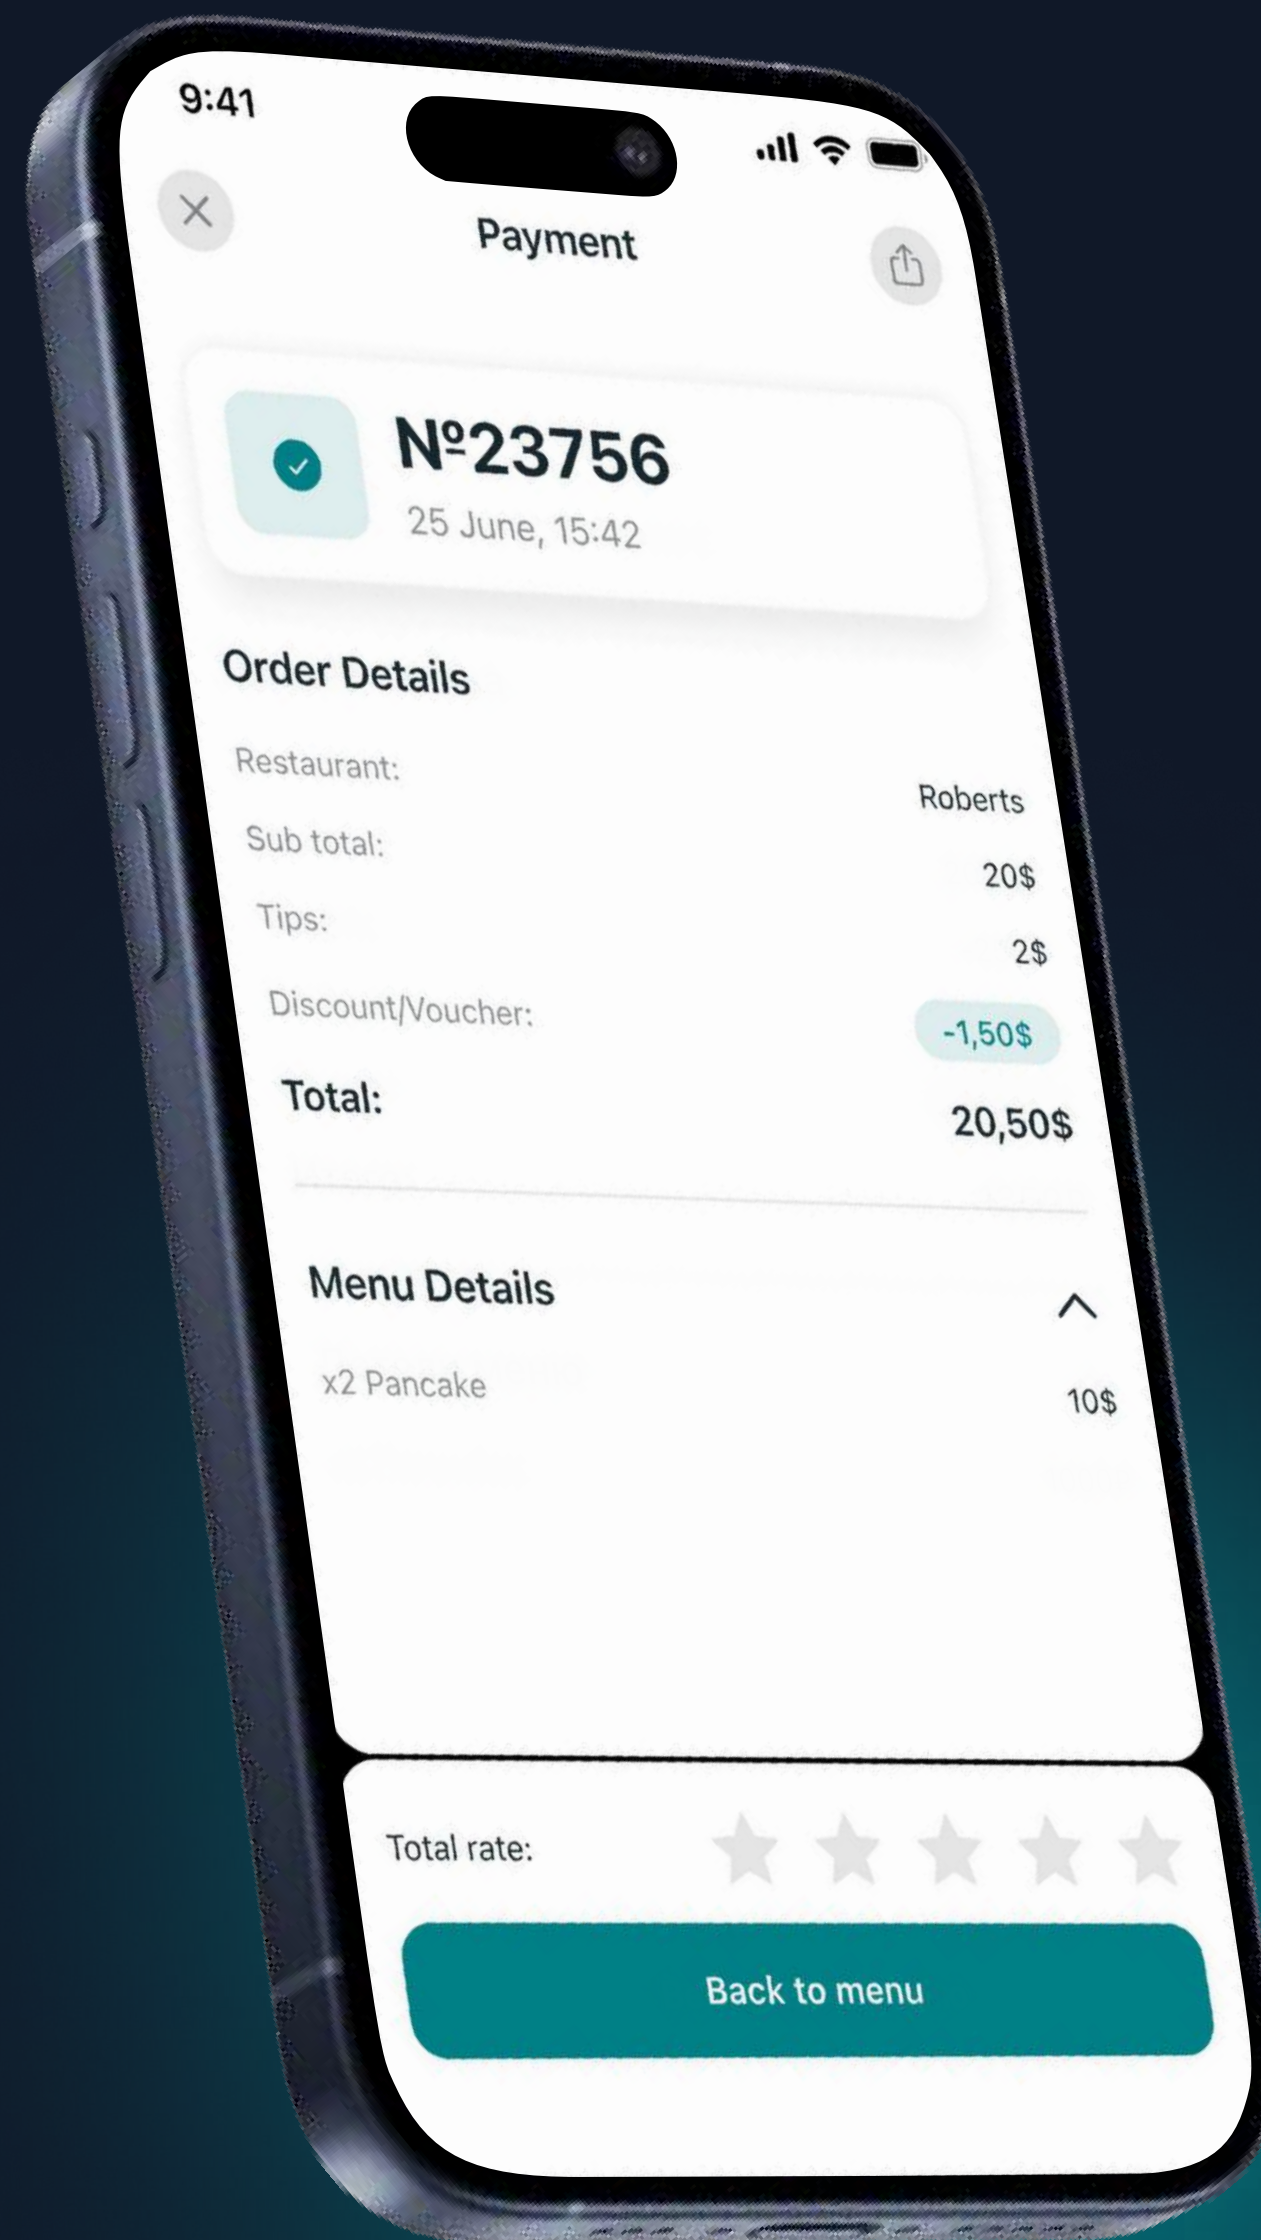 9:41
Payment
Nº23756
25 June, 15:42
Order Details
Restaurant: Roberts
Sub total: 20$
Tips: 2$
Discount/Voucher: -1,50$
Total: 20,50$
Menu Details
x2 Pancake 10$
Total rate:
Back to menu